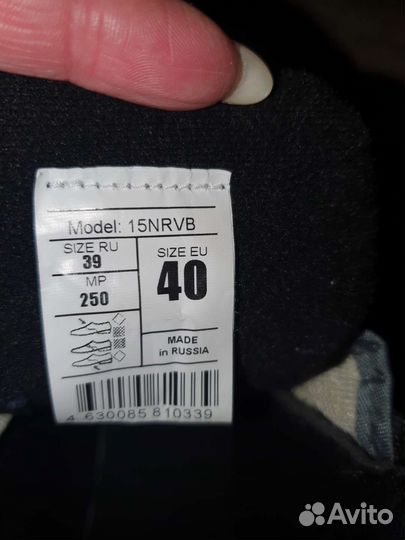 Model: 15NRVB
SIZE RU
39
MP
250
SIZE EU
40
MADE
in RUSSIA
4 630085 810339
Avito